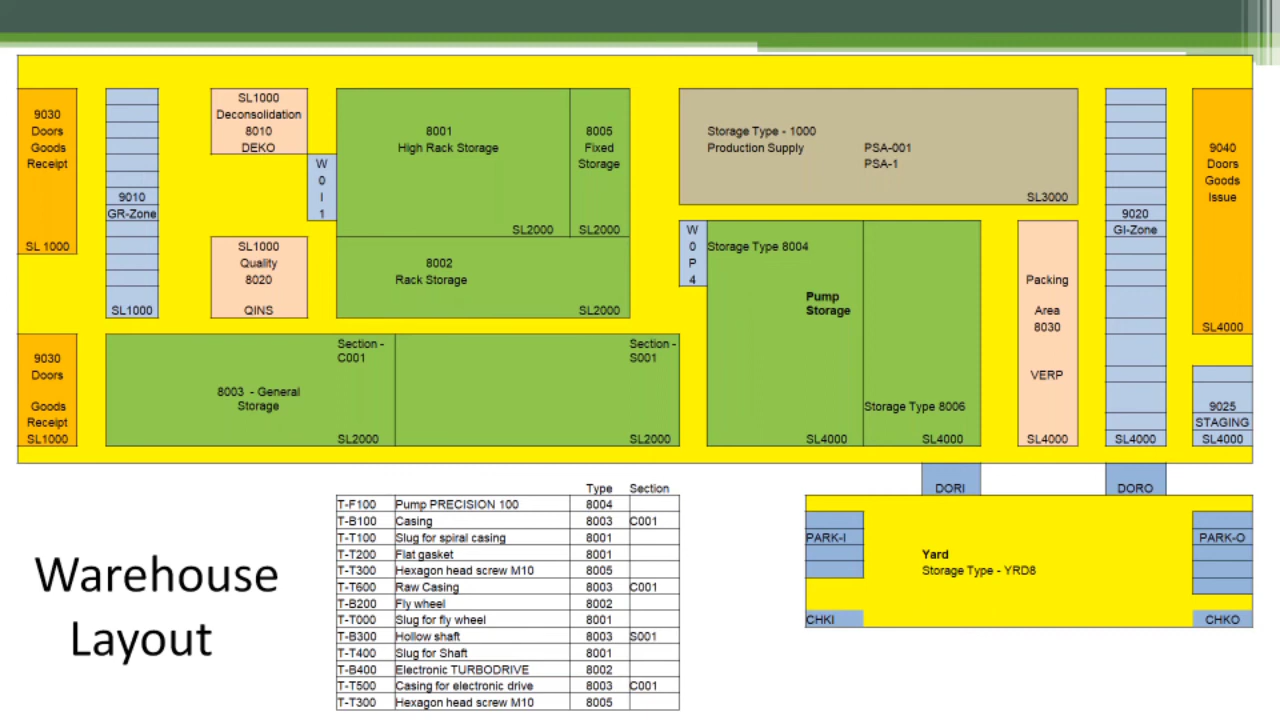 9030
Doors
Goods
Receipt
SL 1000
9010
GR-Zone
SL1000
SL1000
Deconsolidation
8010
DEKO
W
0
I
1
SL1000
Quality
8020
QINS
8001
High Rack Storage
SL2000
8005
Fixed
Storage
SL2000
8002
Rack Storage
SL2000
9030
Doors
Goods
Receipt
SL1000
8003 - General
Storage
Section -
C001
SL2000
Section -
S001
SL2000
Storage Type - 1000
Production Supply
PSA-001
PSA-1
SL3000
W
0
P
4
Storage Type 8004
Pump
Storage
SL4000
Storage Type 8006
SL4000
Packing
Area
8030
VERP
SL4000
9020
GI-Zone
SL4000
9040
Doors
Goods
Issue
SL4000
9025
STAGING
SL4000
Warehouse
Layout
Type Section
T-F100 Pump PRECISION 100 8004
T-B100 Casing 8003 C001
T-T100 Slug for spiral casing 8001
T-T200 Flat gasket 8001
T-T300 Hexagon head screw M10 8005
T-T600 Raw Casing 8003 C001
T-B200 Fly wheel 8002
T-T000 Slug for fly wheel 8001
T-B300 Hollow shaft 8003 S001
T-T400 Slug for Shaft 8001
T-B400 Electronic TURBODRIVE 8002
T-T500 Casing for electronic drive 8003 C001
T-T300 Hexagon head screw M10 8005
DORI
DORO
PARK-I
Yard
Storage Type - YRD8
PARK-O
CHKI
CHKO